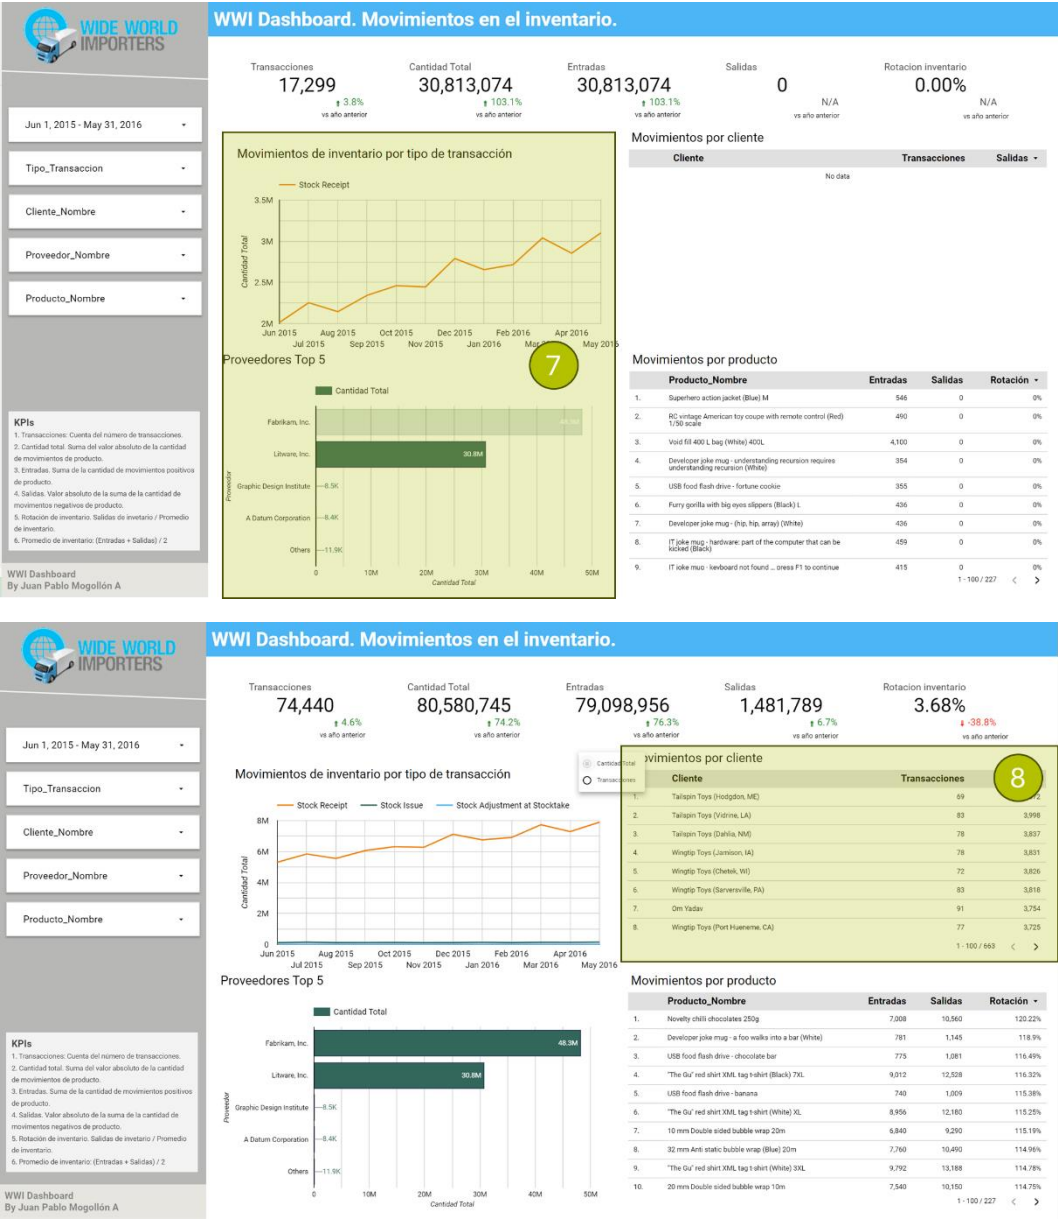 WIDE WORLD
IMPORTERS
WWI Dashboard. Movimientos en el inventario.
Transacciones
17,299
3.8%
vs año anterior
Cantidad Total
30,813,074
103.1%
vs año anterior
Entradas
30,813,074
103.1%
vs año anterior
Salidas
0
N/A
vs año anterior
Rotacion inventario
0.00%
N/A
vs año anterior
Jun 1, 2015 - May 31, 2016
Tipo_Transaccion
Cliente_Nombre
Proveedor_Nombre
Producto_Nombre
KPIs
1. Transacciones: Cuenta del número de transacciones.
2. Cantidad total. Suma del valor absoluto de la cantidad
de movimientos de producto.
3. Entradas. Suma de la cantidad de movimientos positivos
de producto.
4. Salidas. Valor absoluto de la suma de la cantidad de
movimentos negativos de producto.
5. Rotación de inventario. Salidas de invetario / Promedio
de inventario.
6. Promedio de inventario: (Entradas + Salidas) / 2
WWI Dashboard
By Juan Pablo Mogollón A
Movimientos de inventario por tipo de transacción
Stock Receipt
3.5M
3M
2.5M
2M
Cantidad Total
Jun 2015 Aug 2015 Oct 2015 Dec 2015 Feb 2016 Apr 2016
Jul 2015 Sep 2015 Nov 2015 Jan 2016 May 2016
7
Proveedores Top 5
Cantidad Total
Proveedor
Fabrikam, Inc.
Litware, Inc. 30.8M
Graphic Design Institute 8.5K
A Datum Corporation 8.4K
Others 11.9K
0 10M 20M 30M 40M 50M
Cantidad Total
Movimientos por cliente
Cliente Transacciones Salidas
No data
Movimientos por producto
Producto_Nombre Entradas Salidas Rotación
1. Superhero action jacket (Blue) M 546 0 0%
2. RC vintage American toy coupe with remote control (Red) 1/50 scale 490 0 0%
3. Void fill 400 L bag (White) 400L 4,100 0 0%
4. Developer joke mug - understanding recursion requires understanding recursion (White) 354 0 0%
5. USB food flash drive - fortune cookie 355 0 0%
6. Furry gorilla with big eyes slippers (Black) L 436 0 0%
7. Developer joke mug - (hip, hip, array) (White) 436 0 0%
8. IT joke mug - hardware: part of the computer that can be kicked (Black) 459 0 0%
9. IT joke mug - keyboard not found … press F1 to continue 415 0 0%
1 - 100 / 227
WIDE WORLD
IMPORTERS
WWI Dashboard. Movimientos en el inventario.
Transacciones
74,440
4.6%
vs año anterior
Cantidad Total
80,580,745
74.2%
vs año anterior
Entradas
79,098,956
76.3%
vs año anterior
Salidas
1,481,789
6.7%
vs año anterior
Rotacion inventario
3.68%
-38.8%
vs año anterior
Jun 1, 2015 - May 31, 2016
Tipo_Transaccion
Cliente_Nombre
Proveedor_Nombre
Producto_Nombre
KPIs
1. Transacciones: Cuenta del número de transacciones.
2. Cantidad total. Suma del valor absoluto de la cantidad
de movimientos de producto.
3. Entradas. Suma de la cantidad de movimientos positivos
de producto.
4. Salidas. Valor absoluto de la suma de la cantidad de
movimentos negativos de producto.
5. Rotación de inventario. Salidas de invetario / Promedio
de inventario.
6. Promedio de inventario: (Entradas + Salidas) / 2
WWI Dashboard
By Juan Pablo Mogollón A
Movimientos de inventario por tipo de transacción
Cantidad Total
Transacciones
Stock Receipt Stock Issue Stock Adjustment at Stocktake
8M
6M
4M
2M
0
Cantidad Total
Jun 2015 Aug 2015 Oct 2015 Dec 2015 Feb 2016 Apr 2016
Jul 2015 Sep 2015 Nov 2015 Jan 2016 Mar 2016 May 2016
Proveedores Top 5
Cantidad Total
Proveedor
Fabrikam, Inc. 48.3M
Litware, Inc. 30.8M
Graphic Design Institute 8.5K
A Datum Corporation 8.4K
Others 11.9K
0 10M 20M 30M 40M 50M
Cantidad Total
8
por cliente
Cliente Transacciones
1. Tailspin Toys (Hodgdon, ME) 69
2. Tailspin Toys (Vidrine, LA) 83 3,998
3. Tailspin Toys (Dahlia, NM) 78 3,837
4. Wingtip Toys (Jamison, IA) 78 3,831
5. Wingtip Toys (Chetek, WI) 72 3,826
6. Wingtip Toys (Sarversville, PA) 83 3,818
7. Om Yadav 91 3,754
8. Wingtip Toys (Port Hueneme, CA) 77 3,725
1 - 100 / 663
Movimientos por producto
Producto_Nombre Entradas Salidas Rotación
1. Novelty chilli chocolates 250g 7,008 10,560 120.22%
2. Developer joke mug - a foo walks into a bar (White) 781 1,145 118.9%
3. USB food flash drive - chocolate bar 775 1,081 116.49%
4. "The Gu" red shirt XML tag t-shirt (Black) 7XL 9,012 12,528 116.32%
5. USB food flash drive - banana 740 1,009 115.38%
6. "The Gu" red shirt XML tag t-shirt (White) XL 8,956 12,180 115.25%
7. 10 mm Double sided bubble wrap 20m 6,840 9,290 115.19%
8. 32 mm Anti static bubble wrap (Blue) 20m 7,760 10,490 114.96%
9. "The Gu" red shirt XML tag t-shirt (White) 3XL 9,792 13,188 114.78%
10. 20 mm Double sided bubble wrap 10m 7,540 10,150 114.75%
1 - 100 / 227